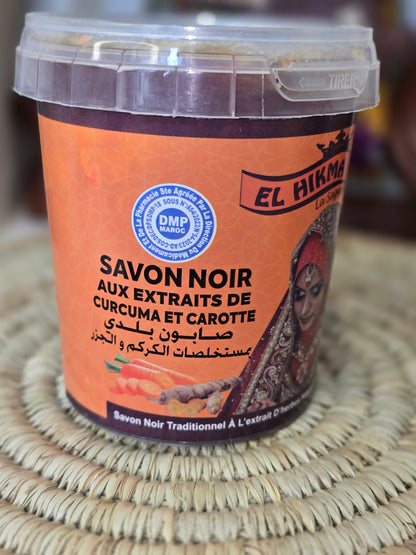 TIRER
EL HIKMA
DMP
MAROC
SAVON NOIR
AUX EXTRAITS DE
CURCUMA ET CAROTTE
صابون بلدي
بمستخلصات الكركم و الجزر
Savon Noir Traditionnel À L'extrait D'herbes